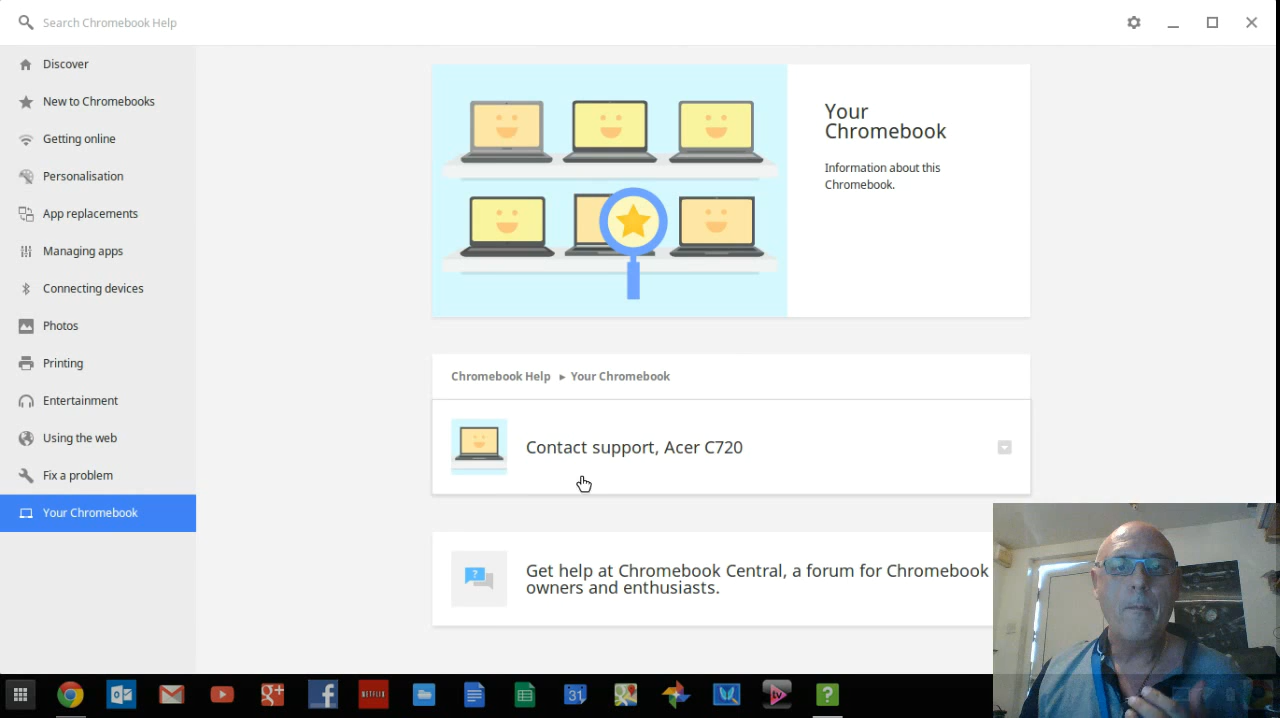 Search Chromebook Help
Discover
New to Chromebooks
Getting online
Personalisation
App replacements
Managing apps
Connecting devices
Photos
Printing
Entertainment
Using the web
Fix a problem
Your Chromebook
Your
Chromebook
Information about this
Chromebook.
Chromebook Help ▸ Your Chromebook
Contact support, Acer C720
?
Get help at Chromebook Central, a forum for Chromebook
owners and enthusiasts.
NETFLIX
31
tv
?